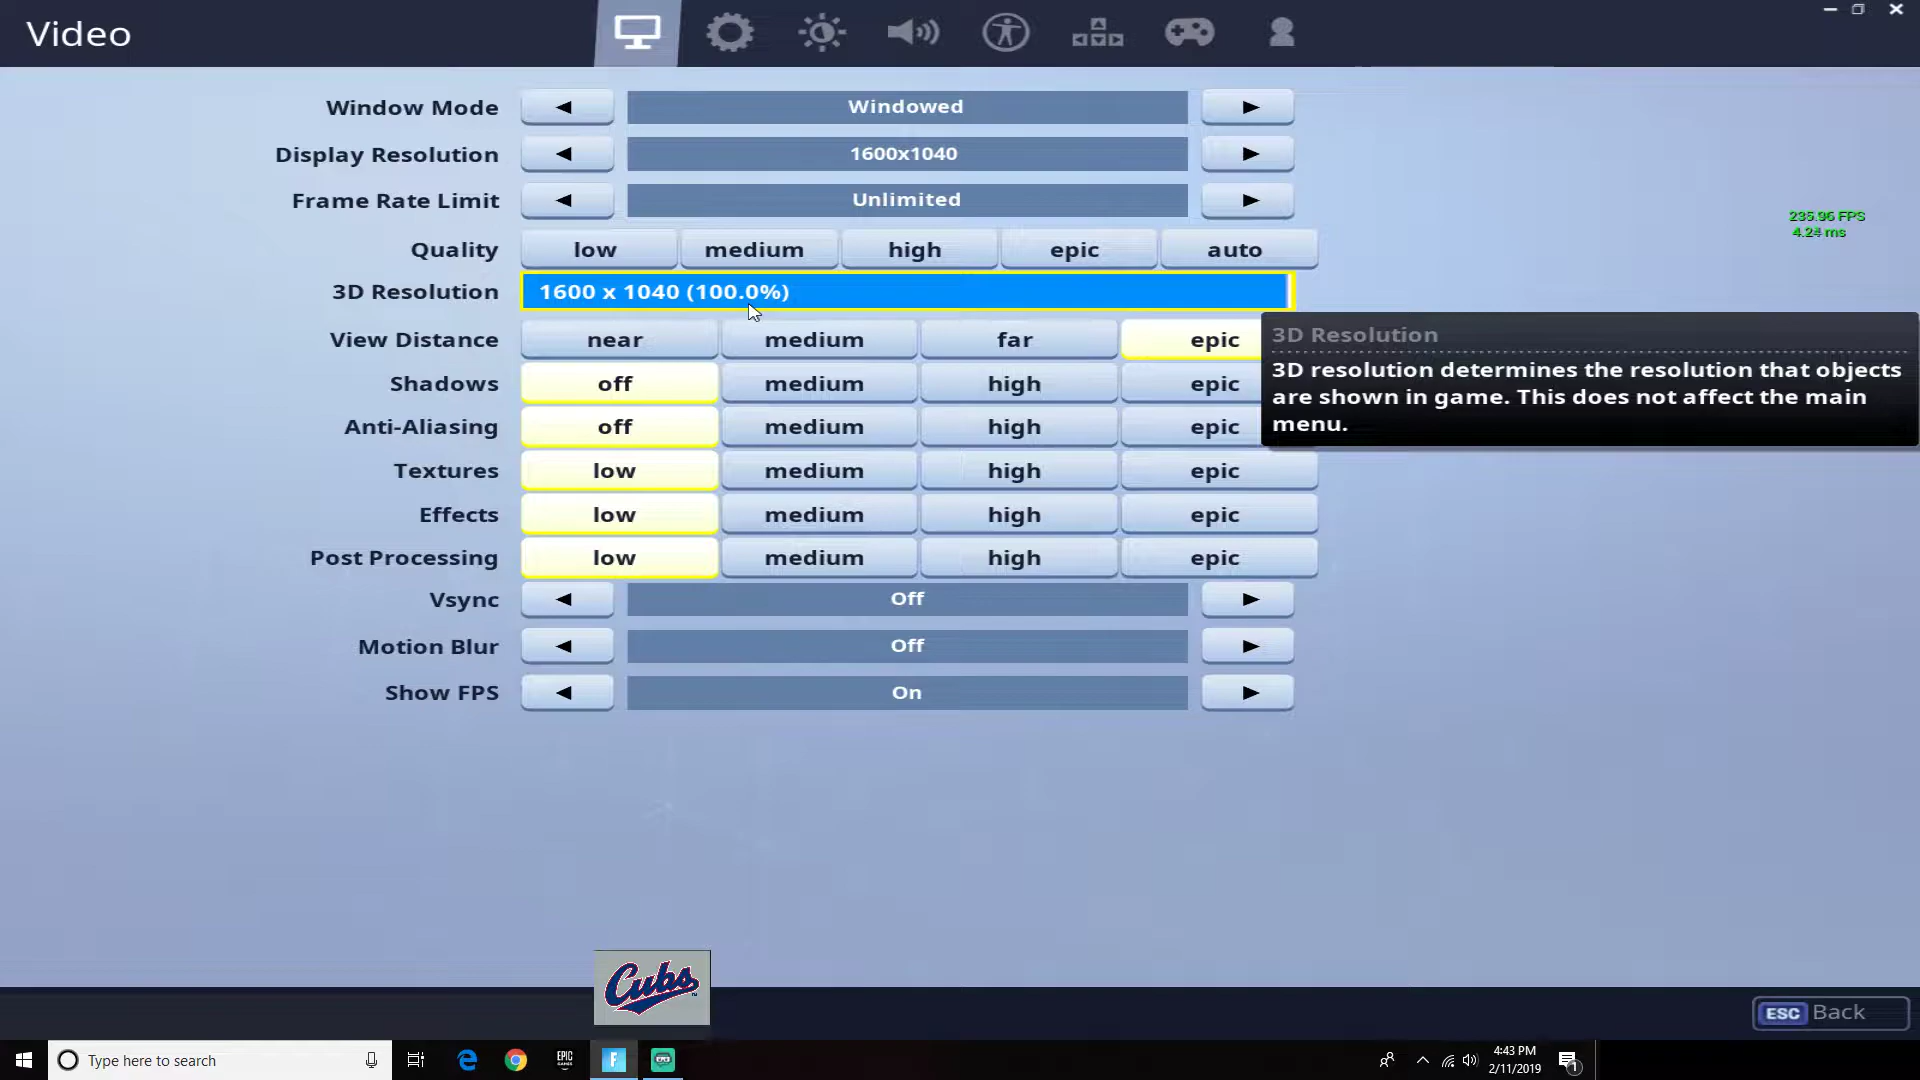 Video
Window Mode ◄ Windowed ►
Display Resolution ◄ 1600x1040 ►
Frame Rate Limit ◄ Unlimited ►
235.96 FPS
4.24 ms
Quality low medium high epic auto
3D Resolution 1600 x 1040 (100.0%)
View Distance near medium far epic
3D Resolution
3D resolution determines the resolution that objects
are shown in game. This does not affect the main
menu.
Shadows off medium high epic
Anti-Aliasing off medium high epic
Textures low medium high epic
Effects low medium high epic
Post Processing low medium high epic
Vsync ◄ Off ►
Motion Blur ◄ Off ►
Show FPS ◄ On ►
Cubs
ESC Back
Type here to search
EPIC
GAMES
F
4:43 PM
2/11/2019
1